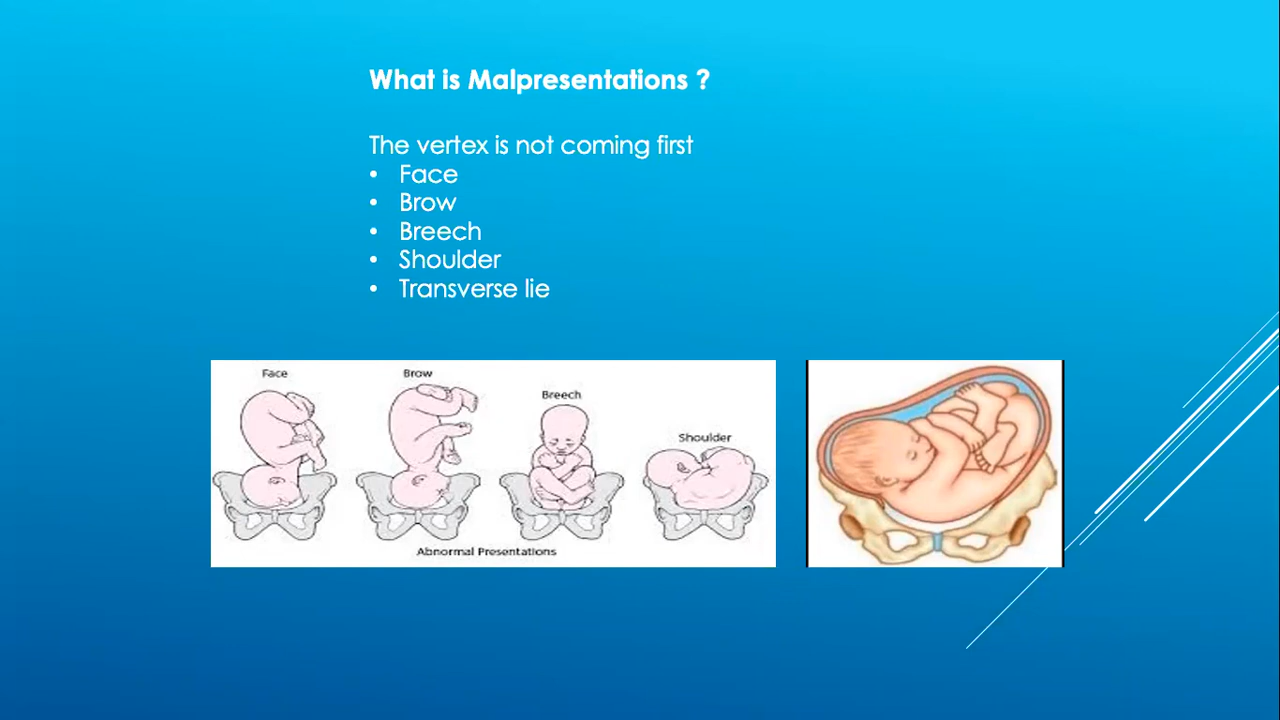 What is Malpresentations ?
The vertex is not coming first
• Face
• Brow
• Breech
• Shoulder
• Transverse lie
Face
Brow
Breech
Shoulder
Abnormal Presentations